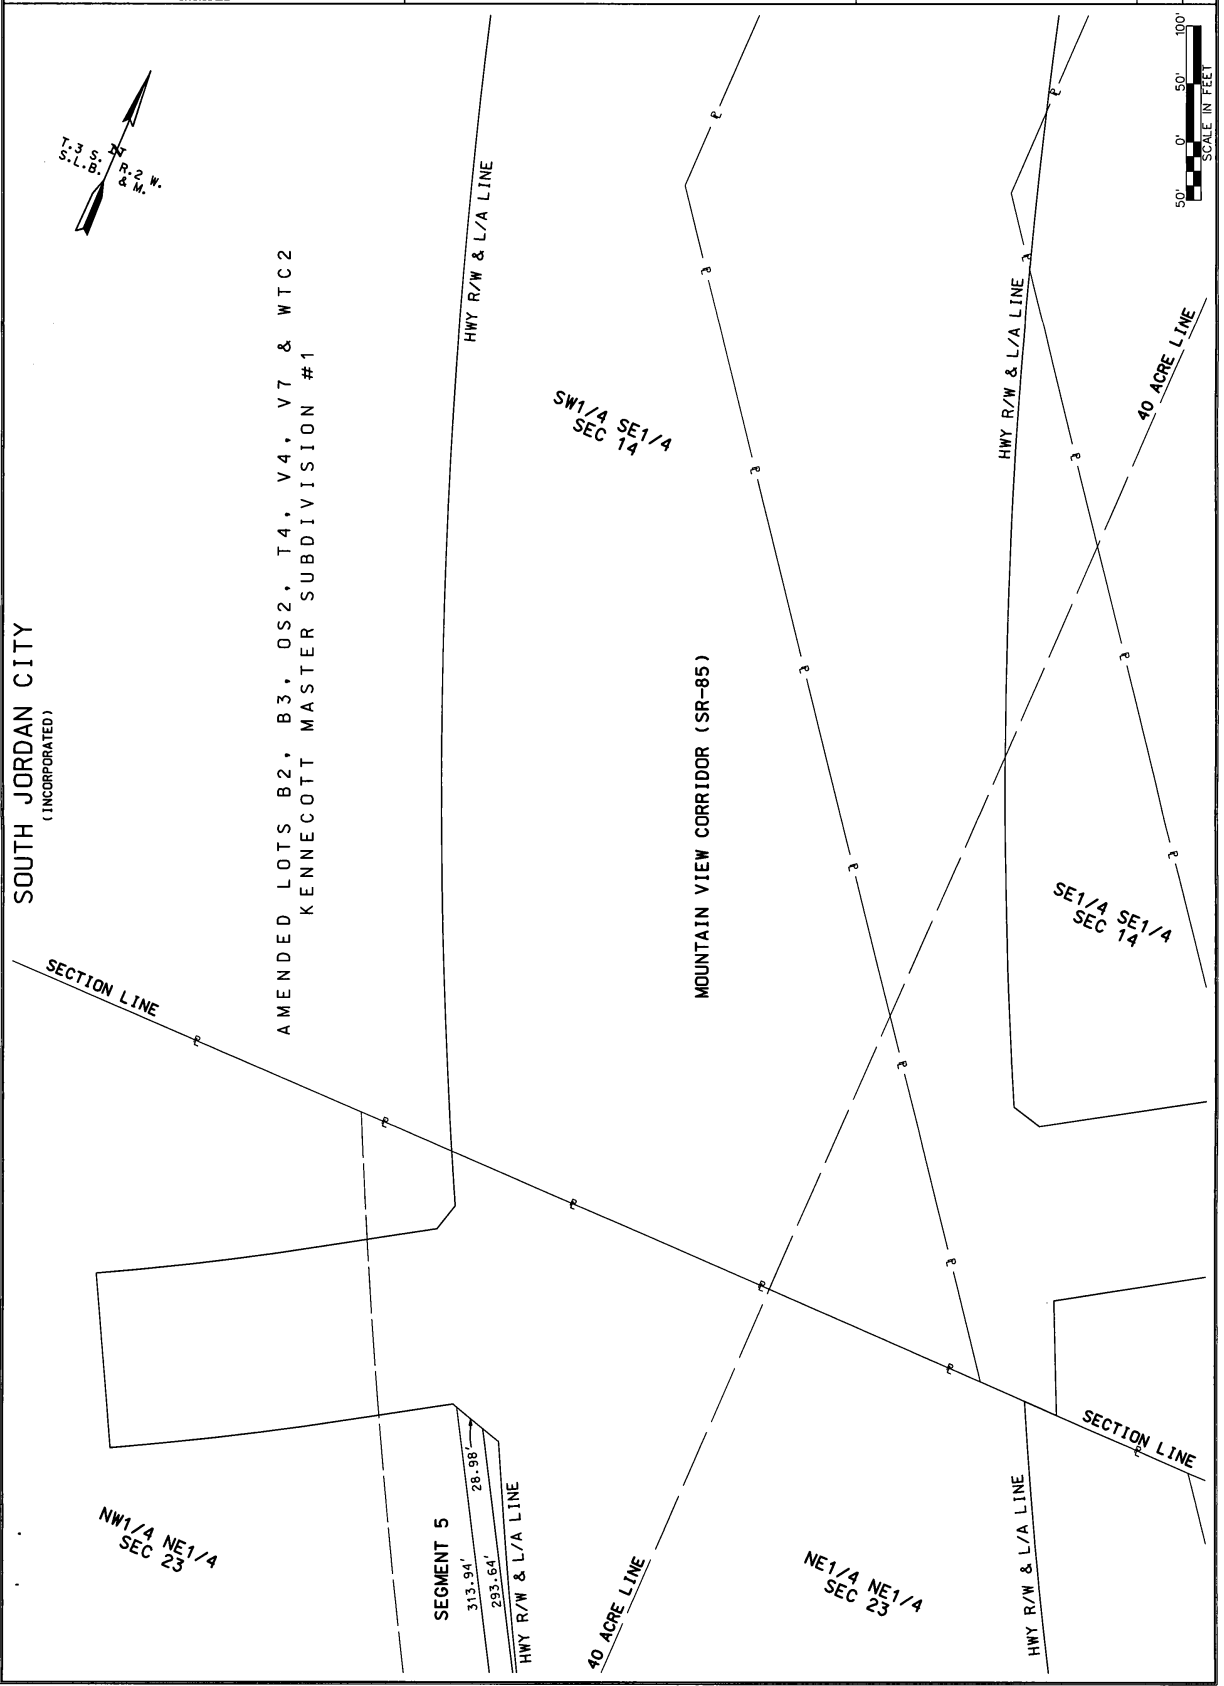 SOUTH JORDAN CITY
(INCORPORATED)
T.3 S. R.2 W.
S.L.B. & M.
N
AMENDED LOTS B2, B3, OS2, T4, V4, V7 & WTC2
KENNECOTT MASTER SUBDIVISION #1
HWY R/W & L/A LINE
SW1/4 SE1/4
SEC 14
MOUNTAIN VIEW CORRIDOR (SR-85)
HWY R/W & L/A LINE
40 ACRE LINE
SE1/4 SE1/4
SEC 14
50' 0' 50' 100'
SCALE IN FEET
SECTION LINE
NW1/4 NE1/4
SEC 23
SEGMENT 5
313.94'
28.98'
293.64'
HWY R/W & L/A LINE
40 ACRE LINE
NE1/4 NE1/4
SEC 23
HWY R/W & L/A LINE
SECTION LINE